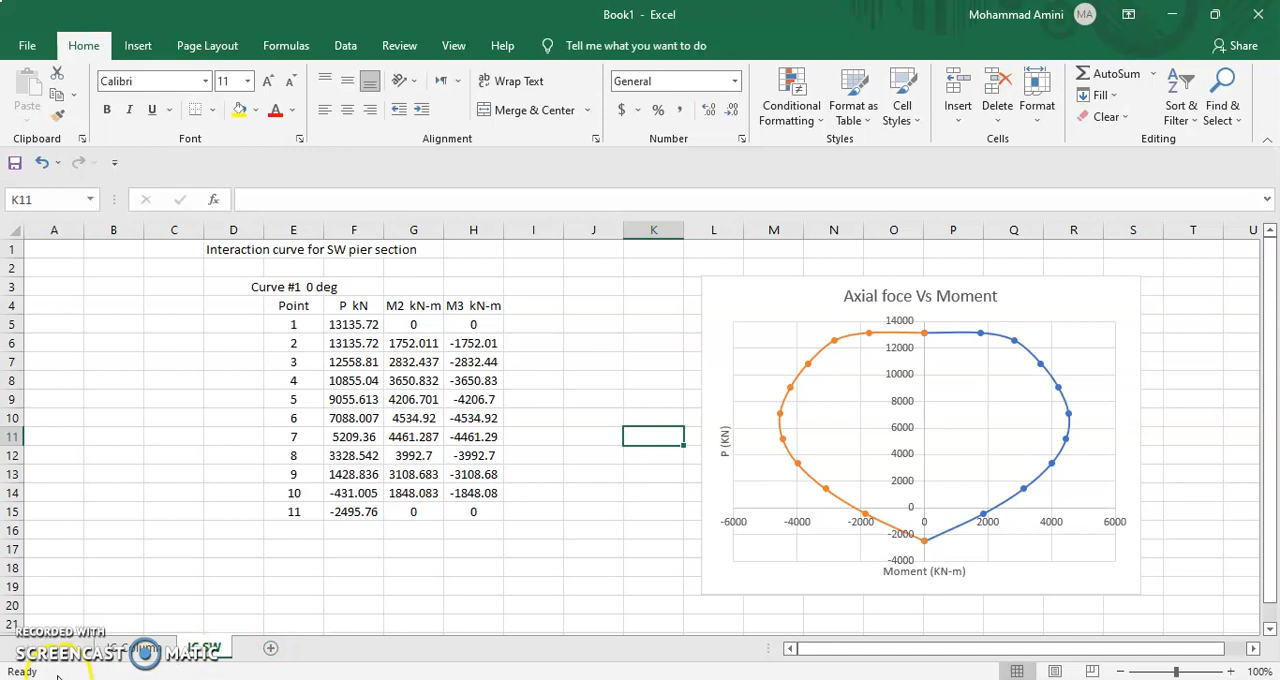 Book1 - Excel
Mohammad Amini MA
File Home Insert Page Layout Formulas Data Review View Help Tell me what you want to do Share
Paste
Calibri 11
Wrap Text
General
Merge & Center
Conditional Formatting
Format as Table
Cell Styles
Insert Delete Format
AutoSum
Fill
Clear
Sort & Filter
Find & Select
Clipboard Font Alignment Number Styles Cells Editing
K11 fx
A B C D E F G H I J K L M N O P Q R S T U
1 Interaction curve for SW pier section
2
3 Curve #1 0 deg
4 Point P kN M2 kN-m M3 kN-m
5 1 13135.72 0 0
6 13135.72 1752.011 -1752.01
7 3 12558.81 2832.437 -2832.44
8 4 10855.04 3650.832 -3650.83
9 5 9055.613 4206.701 -4206.7
10 6 7088.007 4534.92 -4534.92
11 7 5209.36 4461.287 -4461.29
12 8 3328.542 3992.7 -3992.7
13 9 1428.836 3108.683 -3108.68
14 10 -431.005 1848.083 -1848.08
15 11 -2495.76 0 0
16
17
18
19
20
21
Axial foce Vs Moment
14000
12000
10000
8000
6000
4000
2000
0
-2000
-4000
-6000 -4000 -2000 0 2000 4000 6000
P (KN)
Moment (KN-m)
RECORDED WITH
SCREENCAST MATIC
IC SW
Ready
100%